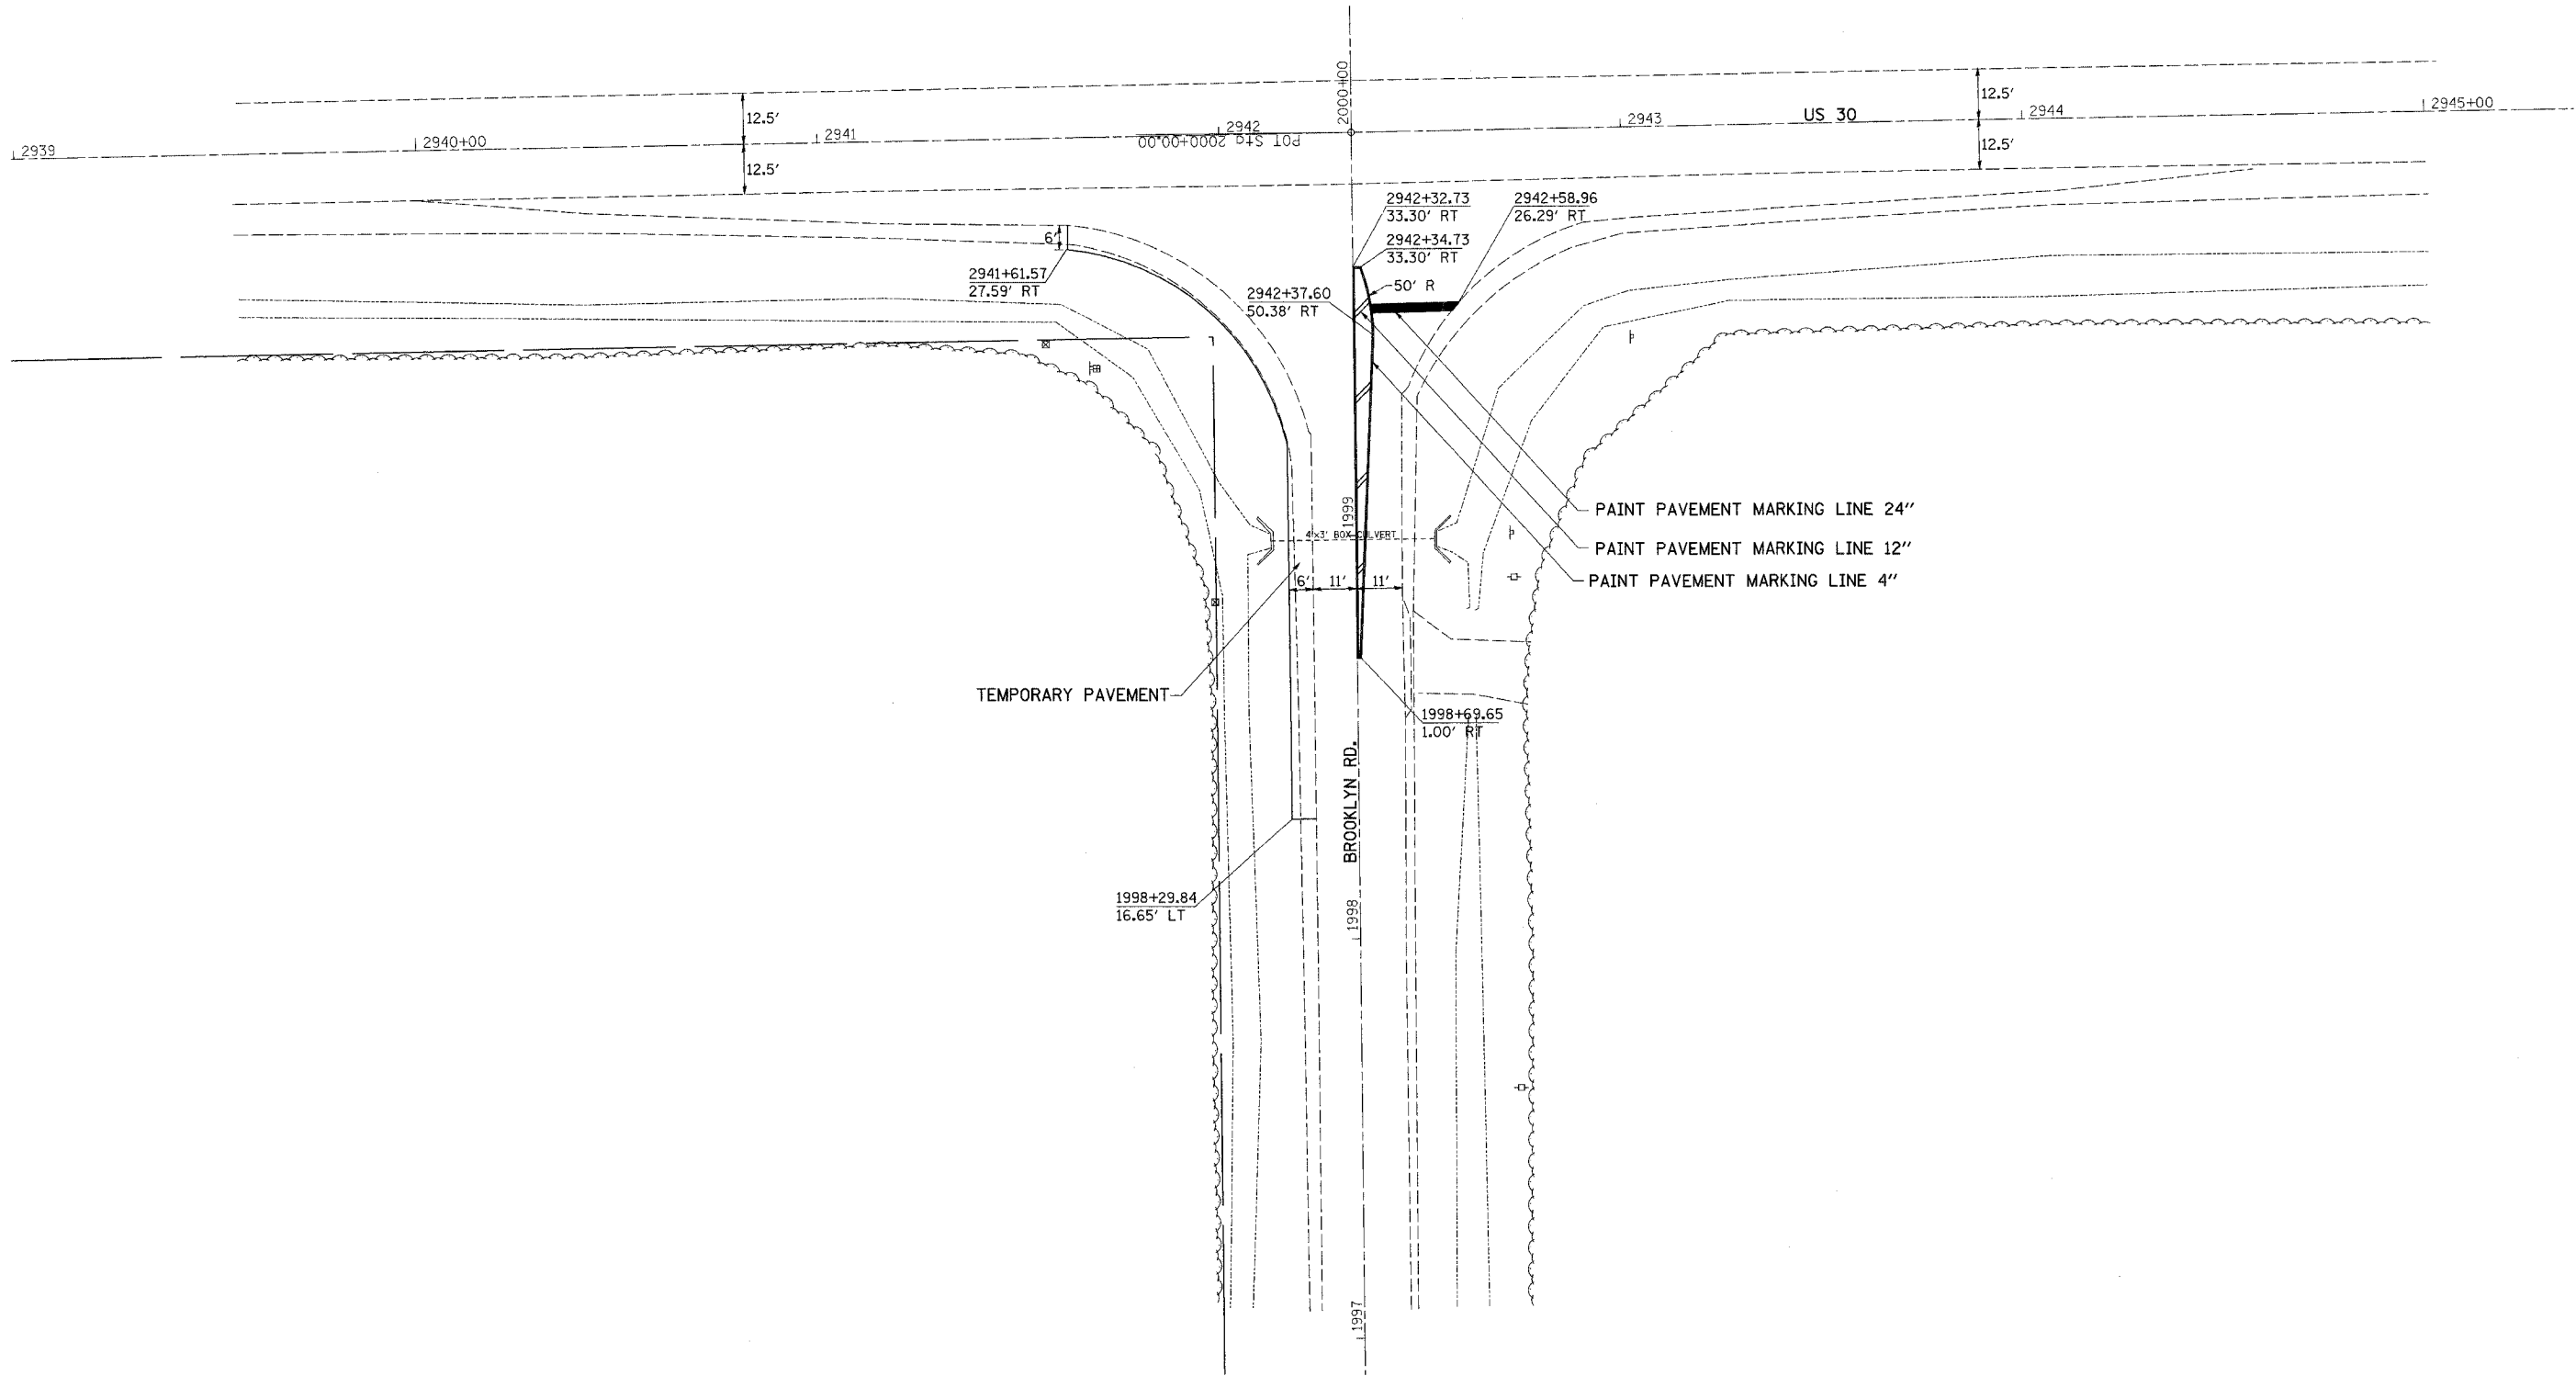 2000+00
12.5'
12.5'
2945+00
2944
US 30
2943
2942
POT Sta 2000+00.00
2941
2940+00
2939
12.5'
12.5'
2942+32.73
33.30' RT
2942+58.96
26.29' RT
2942+34.73
33.30' RT
6'
2941+61.57
27.59' RT
50' R
2942+37.60
50.38' RT
PAINT PAVEMENT MARKING LINE 24"
1999
4'x3' BOX CULVERT
PAINT PAVEMENT MARKING LINE 12"
6'
11'
11'
PAINT PAVEMENT MARKING LINE 4"
TEMPORARY PAVEMENT
1998+69.65
1.00' RT
BROOKLYN RD.
1998+29.84
16.65' LT
1998
1997